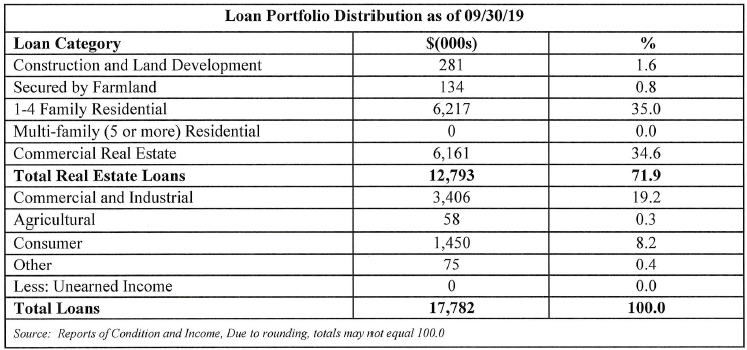 Loan Portfolio Distribution as of 09/30/19
Loan Category $(000s) %
Construction and Land Development 281 1.6
Secured by Farmland 134 0.8
1-4 Family Residential 6,217 35.0
Multi-family (5 or more) Residential 0 0.0
Commercial Real Estate 6,161 34.6
Total Real Estate Loans 12,793 71.9
Commercial and Industrial 3,406 19.2
Agricultural 58 0.3
Consumer 1,450 8.2
Other 75 0.4
Less: Unearned Income 0 0.0
Total Loans 17,782 100.0
Source: Reports of Condition and Income, Due to rounding, totals may not equal 100.0